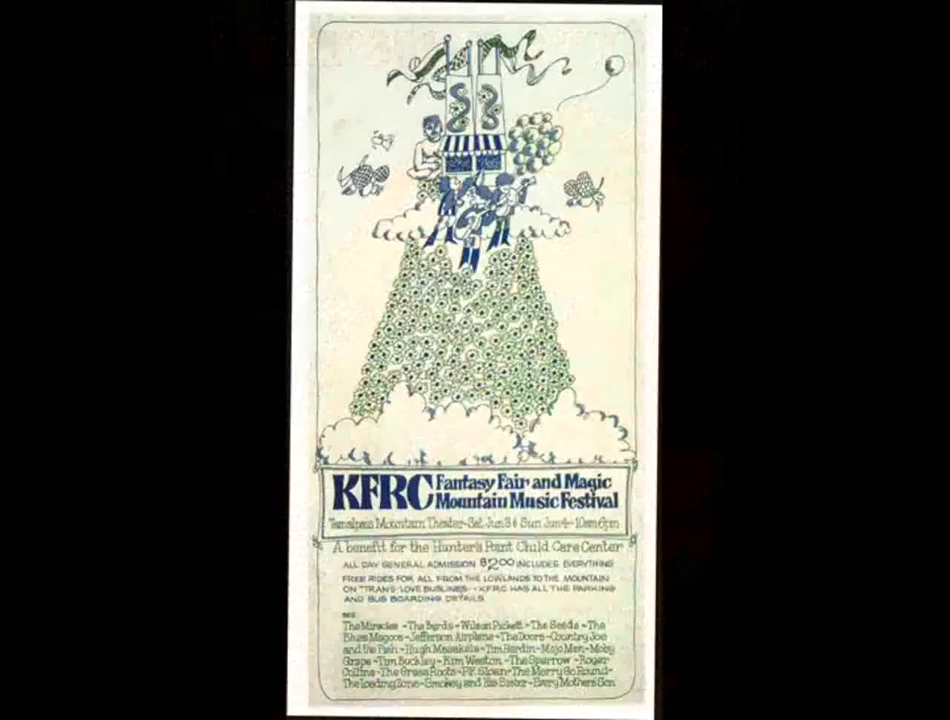 KFRC Fantasy Fair and Magic
Mountain Music Festival
Tamalpais Mountain Theater-Sat Jun 3 & Sun Jun 4-10am 6pm
A benefit for the Hunter's Point Child Care Center
ALL DAY GENERAL ADMISSION $2.00 INCLUDES EVERYTHING
FREE RIDES FOR ALL FROM THE LOWLANDS TO THE MOUNTAIN
ON "TRANS-LOVE BUSLINES"-KFRC HAS ALL THE PARKING
AND BUS BOARDING DETAILS
SEE
The Miracles-The Byrds-Wilson Pickett-The Seeds-The
Blues Magoos-Jefferson Airplane-The Doors-Country Joe
and the Fish-Hugh Masakela-Tim Hardin-Mojo Men-Moby
Grape-Tim Buckley-Kim Weston-The Sparrow-Roger
Collins-The Grass Roots-P.F. Sloan-The Merry Go Round-
The Loading Zone-Smokey and His Sister-Every Mothers' Son